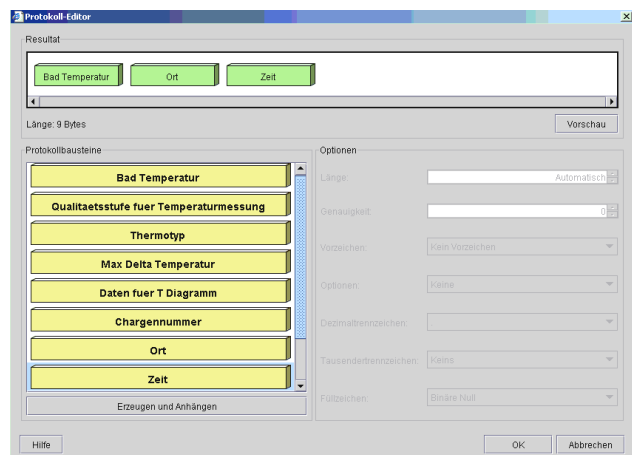 Protokoll-Editor
Resultat
Bad Temperatur
Ort
Zeit
Länge: 9 Bytes
Vorschau
Protokollbausteine
Bad Temperatur
Qualitaetsstufe fuer Temperaturmessung
Thermotyp
Max Delta Temperatur
Daten fuer T Diagramm
Chargennummer
Ort
Zeit
Erzeugen und Anhängen
Optionen
Länge: Automatisch
Genauigkeit: 0
Vorzeichen: Kein Vorzeichen
Optionen: Keine
Dezimaltrennzeichen:
Tausendertrennzeichen: Keins
Füllzeichen: Binäre Null
Hilfe
OK
Abbrechen